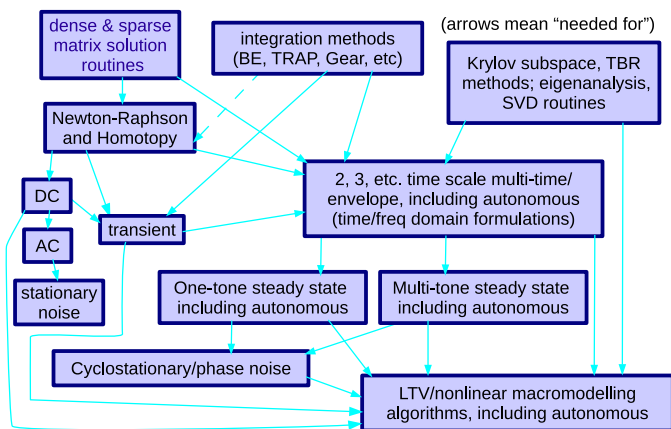 dense & sparse
matrix solution
routines
integration methods
(BE, TRAP, Gear, etc)
(arrows mean “needed for”)
Krylov subspace, TBR
methods; eigenanalysis,
SVD routines
Newton-Raphson
and Homotopy
2, 3, etc. time scale multi-time/
envelope, including autonomous
(time/freq domain formulations)
DC
transient
AC
stationary
noise
One-tone steady state
including autonomous
Multi-tone steady state
including autonomous
Cyclostationary/phase noise
LTV/nonlinear macromodelling
algorithms, including autonomous